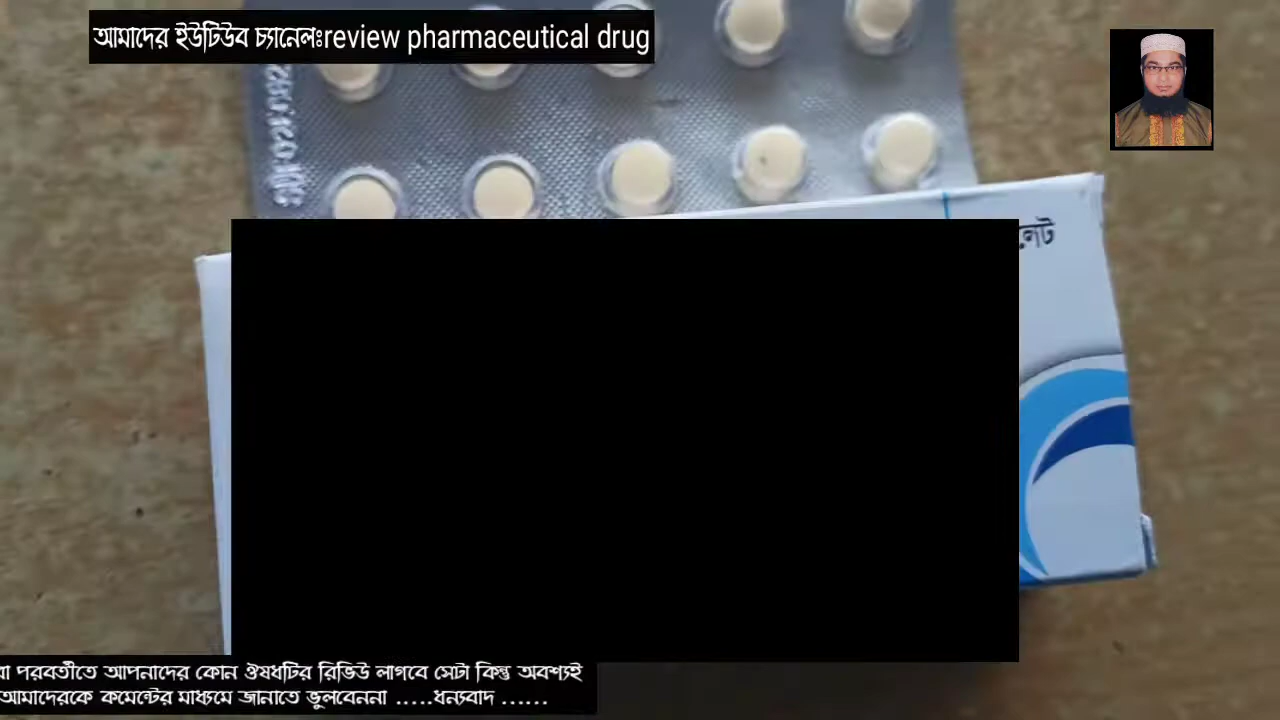 আমাদের ইউটিউব চ্যানেলঃreview pharmaceutical drug
পরবর্তীতে আপনাদের কোন ঔষধটির রিভিউ লাগবে সেটা কিন্তু অবশ্যই
আমাদেরকে কমেন্টের মাধ্যমে জানাতে ভুলবেননা .....ধন্যবাদ ......